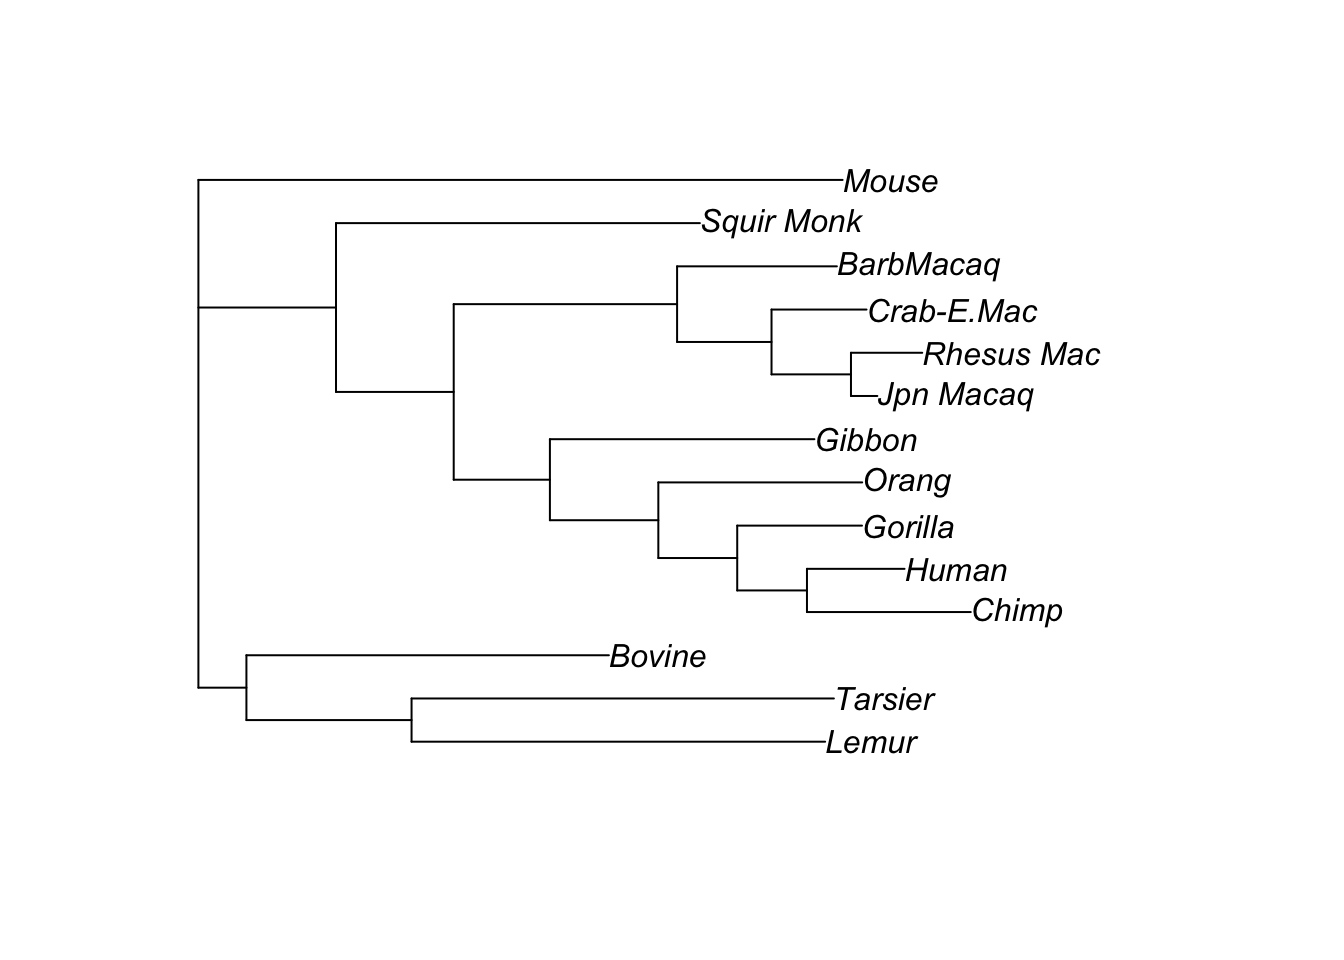 Mouse
Squir Monk
BarbMacaq
Crab-E.Mac
Rhesus Mac
Jpn Macaq
Gibbon
Orang
Gorilla
Human
Chimp
Bovine
Tarsier
Lemur